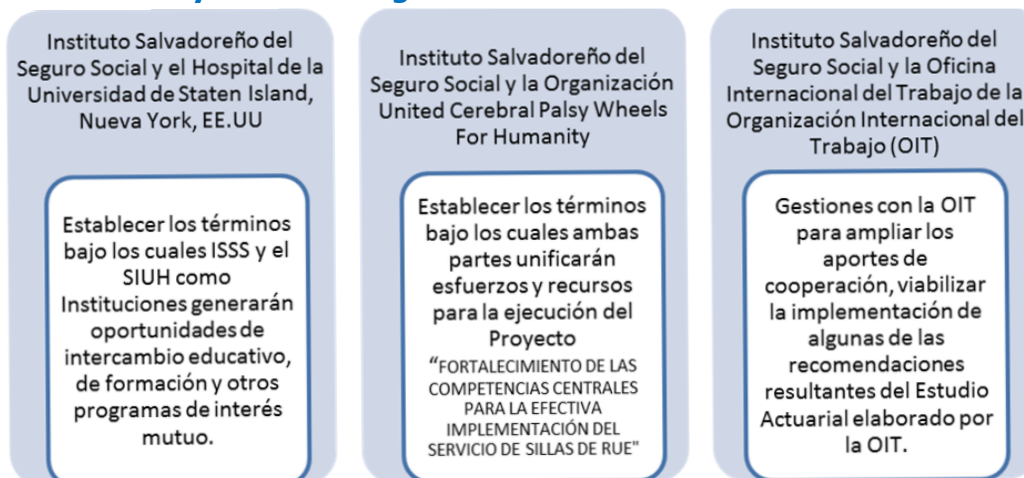 Instituto Salvadoreño del
Seguro Social y el Hospital de la
Universidad de Staten Island,
Nueva York, EE.UU
Establecer los términos
bajo los cuales ISSS y el
SIUH como
Instituciones generarán
oportunidades de
intercambio educativo,
de formación y otros
programas de interés
mutuo.
Instituto Salvadoreño del
Seguro Social y la Organización
United Cerebral Palsy Wheels
For Humanity
Establecer los términos
bajo los cuales ambas
partes unificarán
esfuerzos y recursos
para la ejecución del
Proyecto
“FORTALECIMIENTO DE LAS
COMPETENCIAS CENTRALES
PARA LA EFECTIVA
IMPLEMENTACIÓN DEL
SERVICIO DE SILLAS DE RUE"
Instituto Salvadoreño del
Seguro Social y la Oficina
Internacional del Trabajo de la
Organización Internacional del
Trabajo (OIT)
Gestiones con la OIT
para ampliar los
aportes de
cooperación, viabilizar
la implementación de
algunas de las
recomendaciones
resultantes del Estudio
Actuarial elaborado por
la OIT.